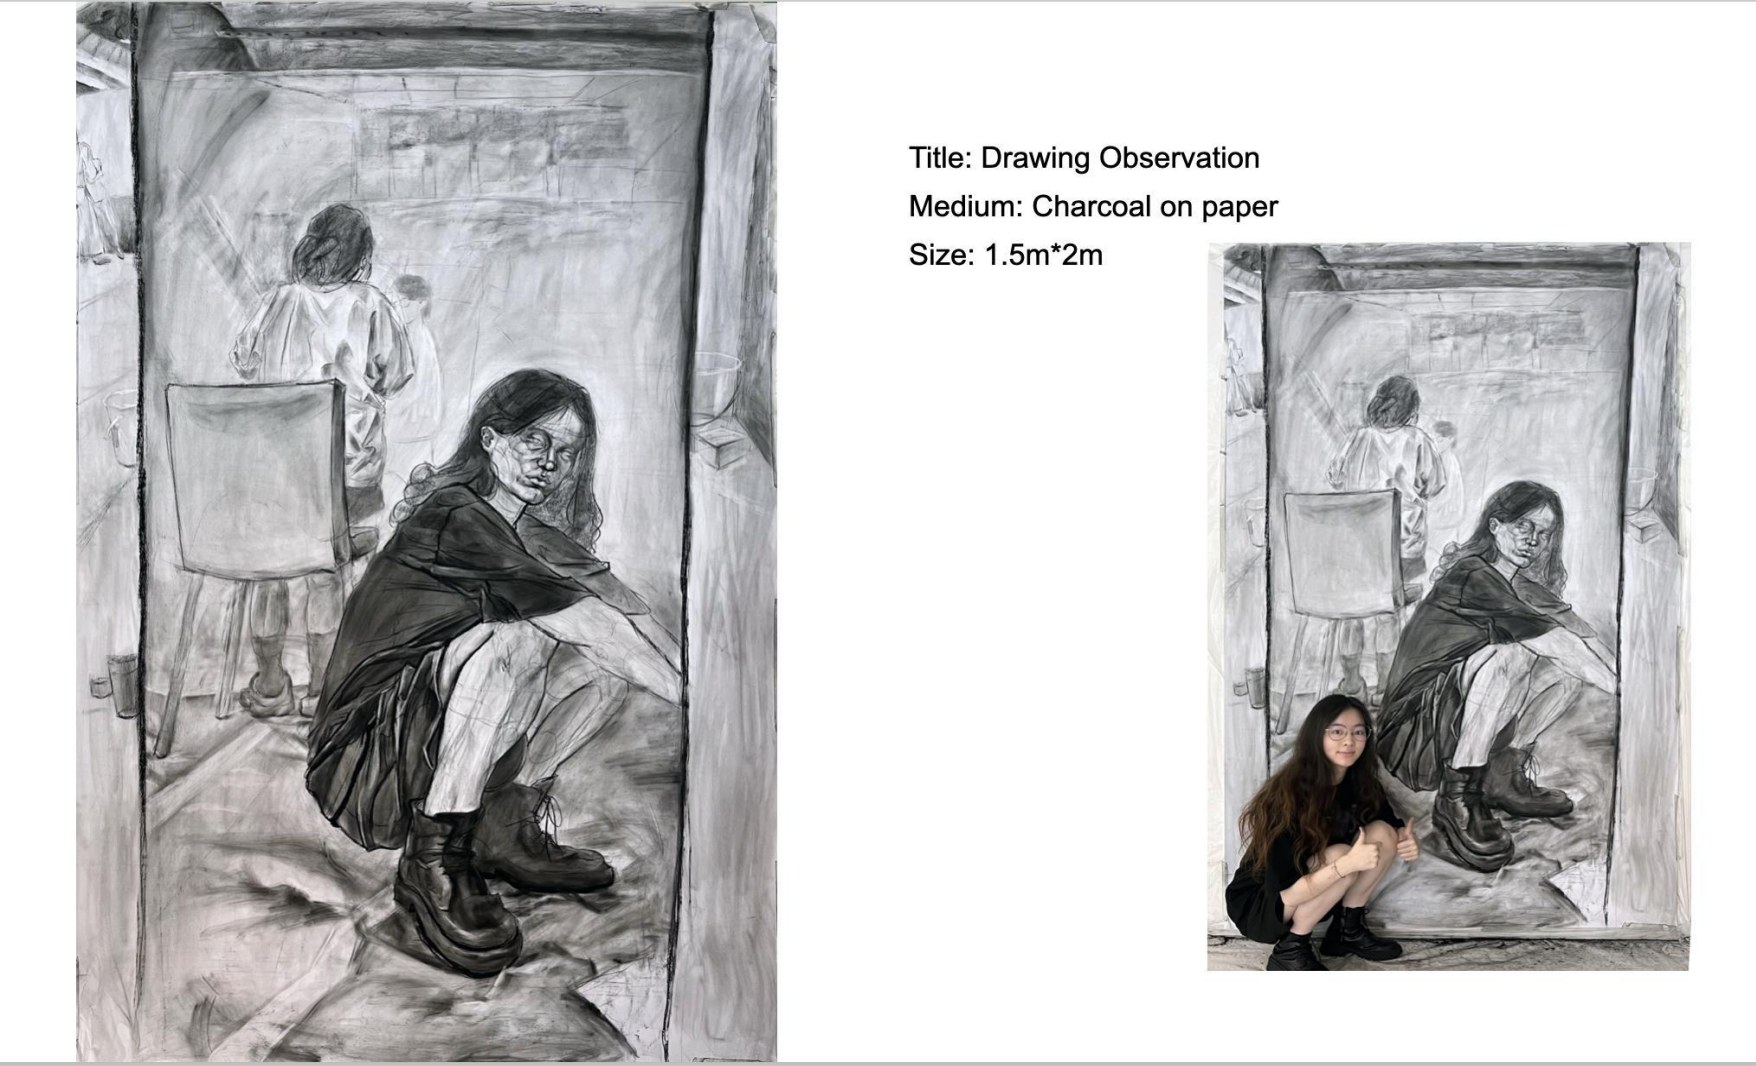 Title: Drawing Observation
Medium: Charcoal on paper
Size: 1.5m*2m